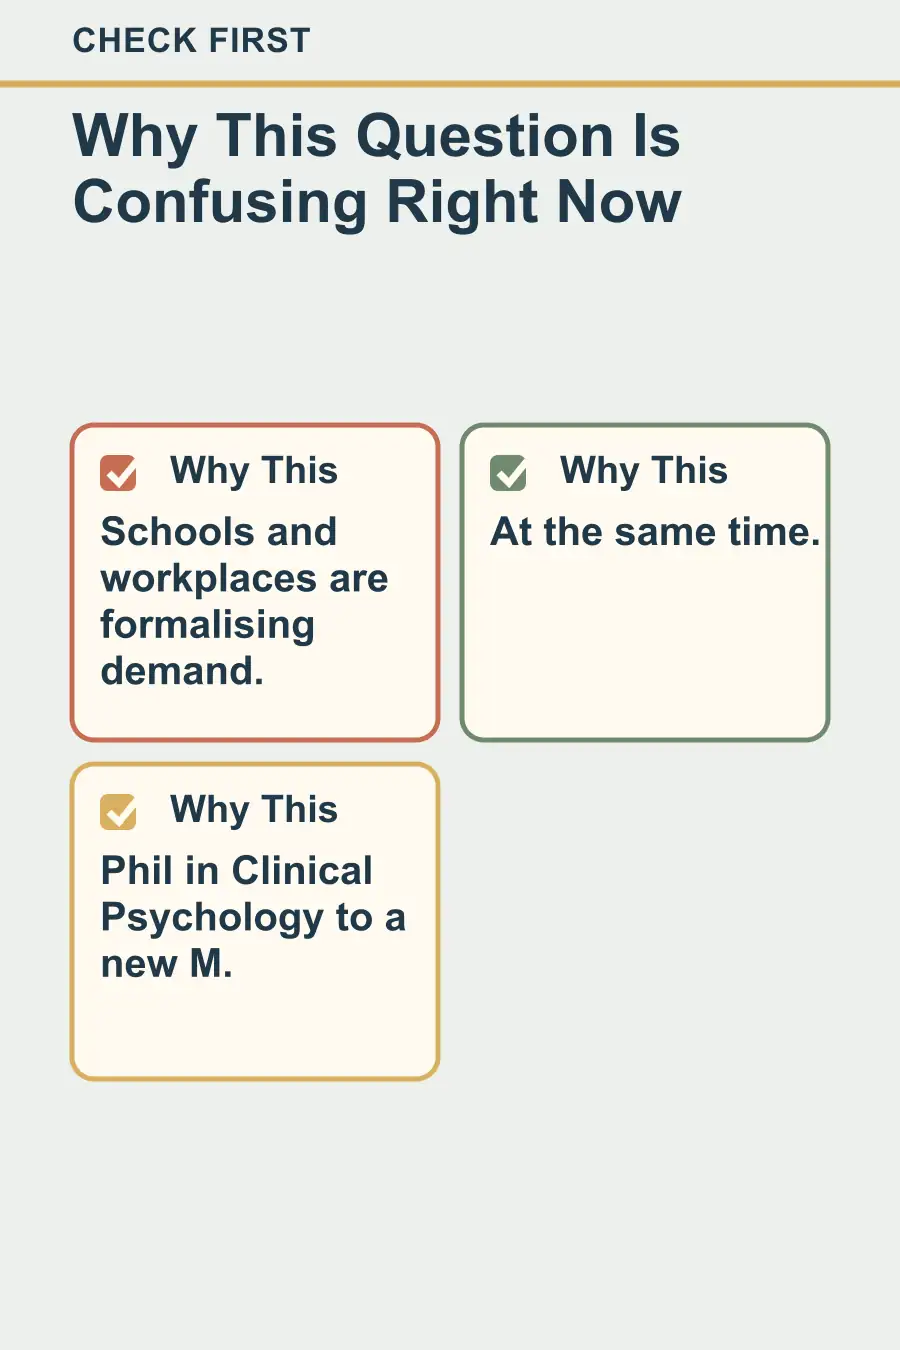 CHECK FIRST
Why This Question Is
Confusing Right Now
Why This
Schools and
workplaces are
formalising
demand.
Why This
At the same time.
Why This
Phil in Clinical
Psychology to a
new M.